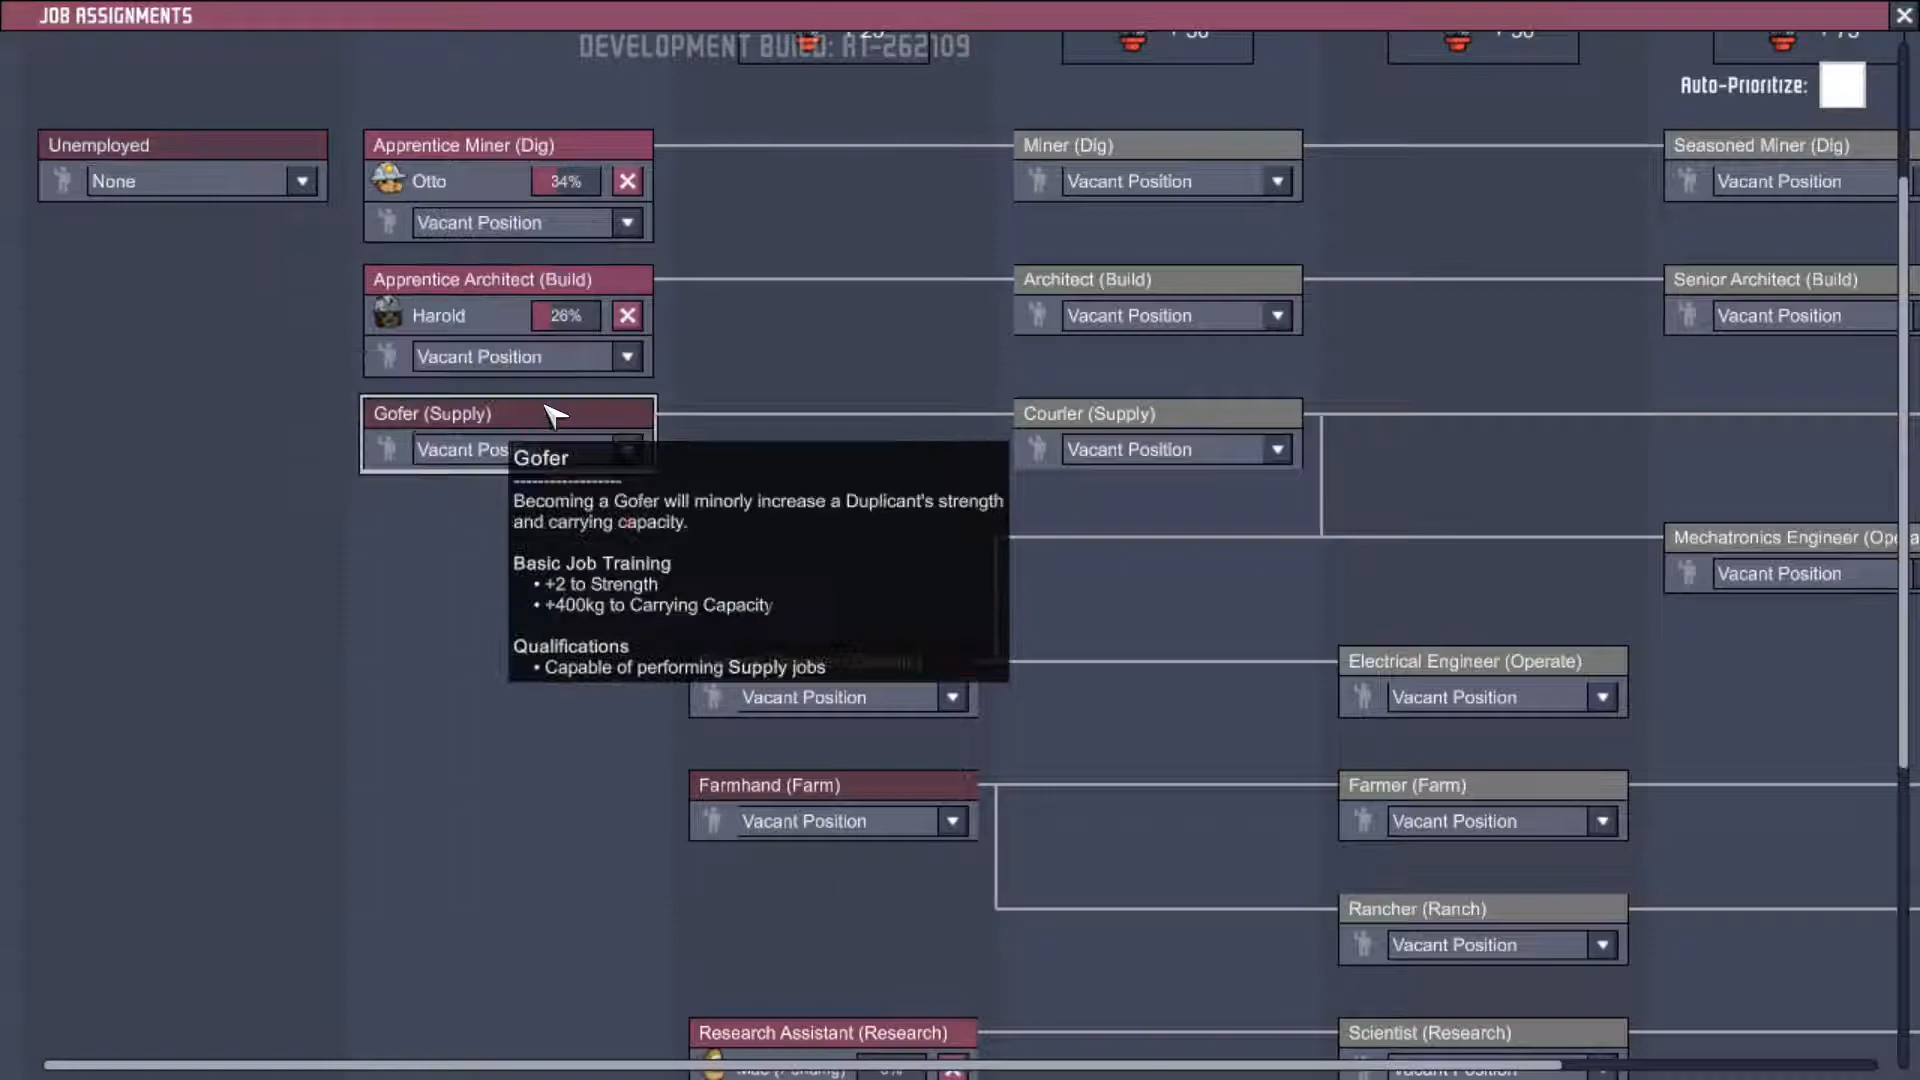 JOB ASSIGNMENTS
DEVELOPMENT BUILD: AT-262109
Auto-Prioritize:
Unemployed
None
Apprentice Miner (Dig)
Otto 34%
Vacant Position
Miner (Dig)
Vacant Position
Seasoned Miner (Dig)
Vacant Position
Apprentice Architect (Build)
Harold 26%
Vacant Position
Architect (Build)
Vacant Position
Senior Architect (Build)
Vacant Position
Gofer (Supply)
Vacant Pos
Courier (Supply)
Vacant Position
Gofer
------------------
Becoming a Gofer will minorly increase a Duplicant's strength
and carrying capacity.
Basic Job Training
• +2 to Strength
• +400kg to Carrying Capacity
Qualifications
• Capable of performing Supply jobs
Mechatronics Engineer (Opera
Vacant Position
Vacant Position
Electrical Engineer (Operate)
Vacant Position
Farmhand (Farm)
Vacant Position
Farmer (Farm)
Vacant Position
Rancher (Ranch)
Vacant Position
Research Assistant (Research)
Scientist (Research)
Vacant Position